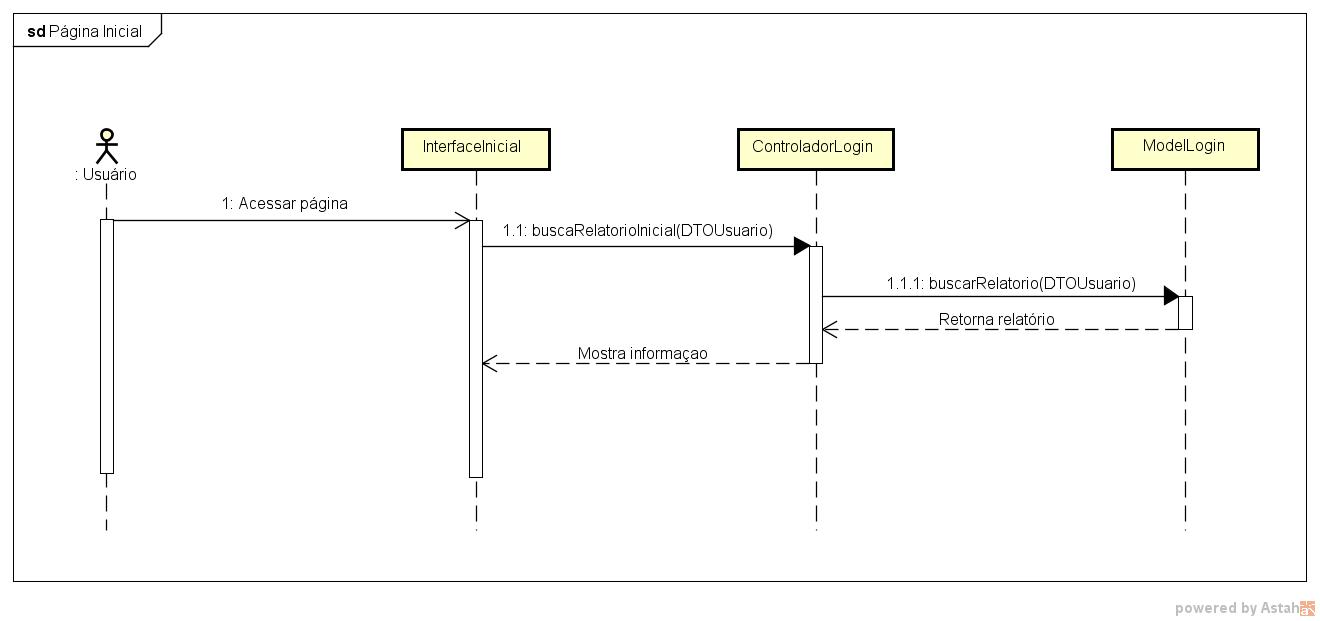 sd Página Inicial
: Usuário
InterfaceInicial
ControladorLogin
ModelLogin
1: Acessar página
1.1: buscaRelatorioInicial(DTOUsuario)
1.1.1: buscarRelatorio(DTOUsuario)
Retorna relatório
Mostra informaçao
powered by Astah